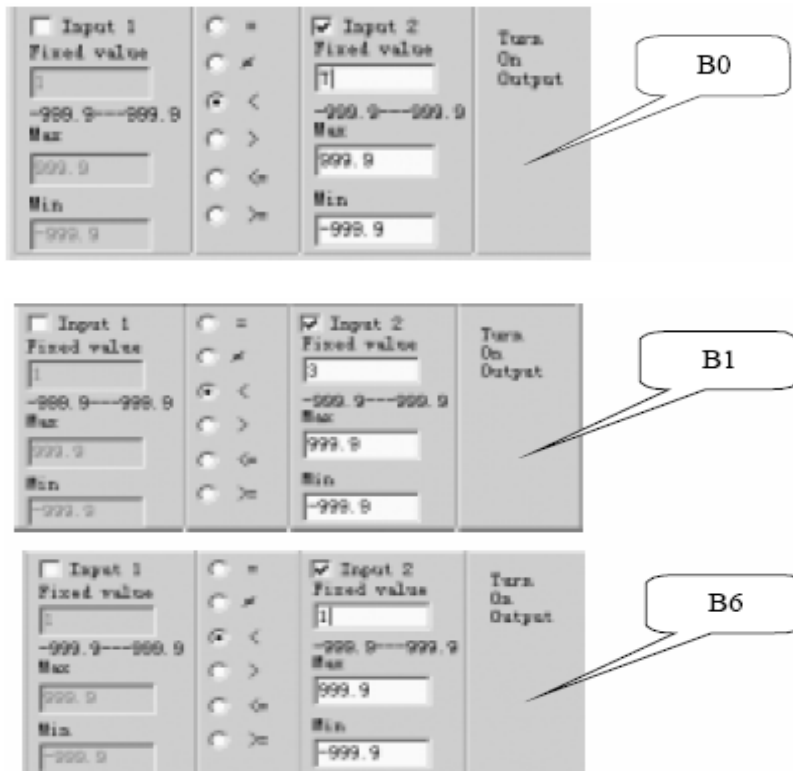 Input 1
Fixed value
1
-999.9---999.9
Max
999.9
Min
-999.9
=
≠
<
>
<=
>=
Input 2
Fixed value
-999.9---999.9
Max
999.9
Min
-999.9
Turn
On
Output
B0
Input 1
Fixed value
1
-999.9---999.9
Max
999.9
Min
-999.9
=
≠
<
>
<=
>=
Input 2
Fixed value
3
-999.9---999.9
Max
999.9
Min
-999.9
Turn
On
Output
B1
Input 1
Fixed value
1
-999.9---999.9
Max
999.9
Min
-999.9
=
≠
<
>
<=
>=
Input 2
Fixed value
1
-999.9---999.9
Max
999.9
Min
-999.9
Turn
On
Output
B6